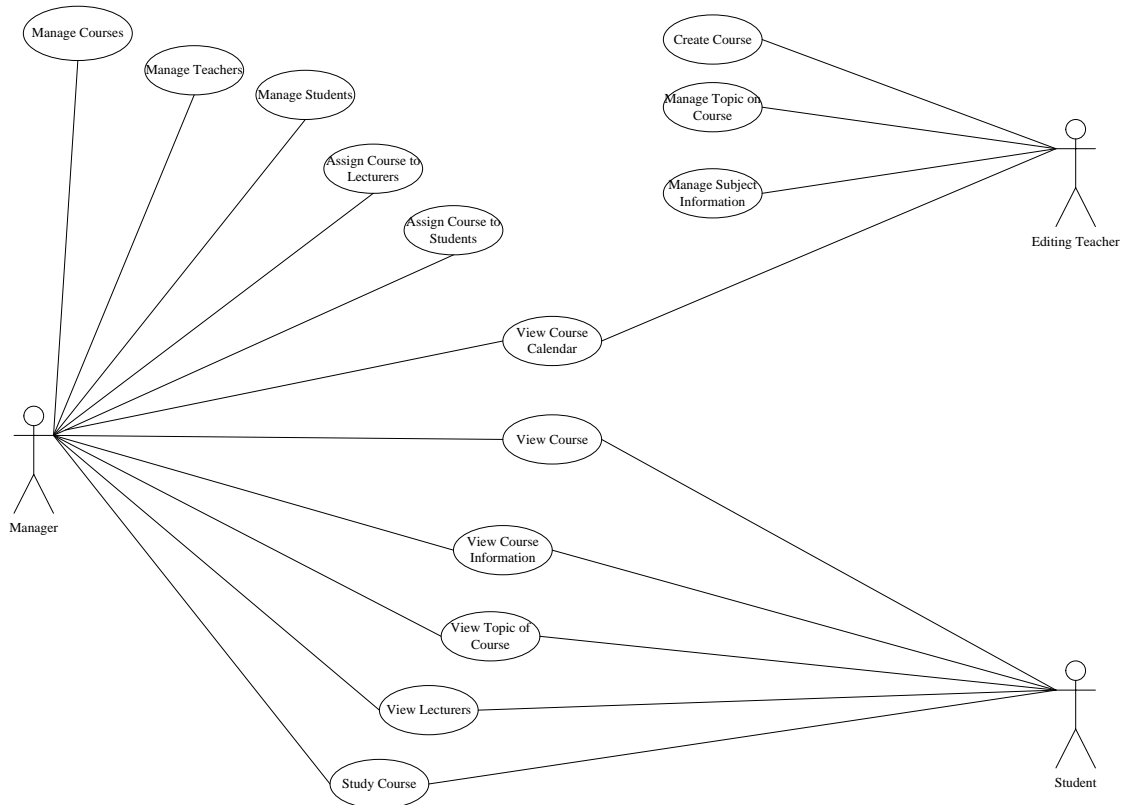 Manage Courses
Create Course
Manage Teachers
Manage Students
Manage Topic on
Course
Assign Course to
Lecturers
Manage Subject
Information
Assign Course to
Students
Editing Teacher
View Course
Calendar
View Course
Manager
View Course
Information
View Topic of
Course
View Lecturers
Study Course
Student